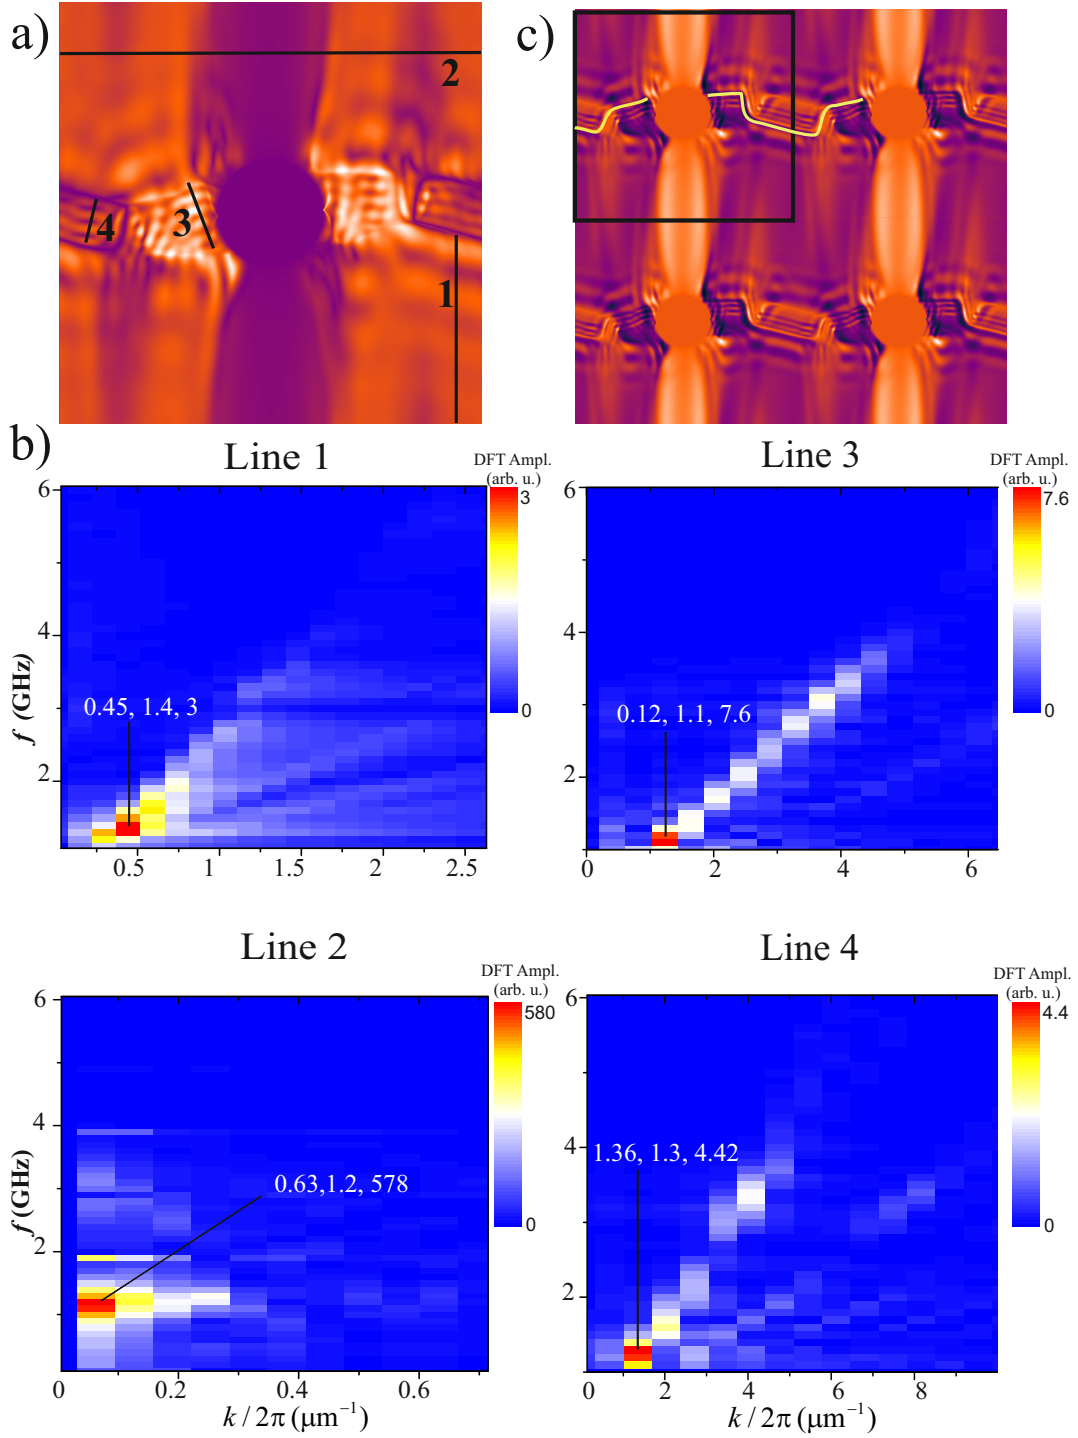 a)
2
3
4
1
c)
b)
Line 1
DFT Ampl.
(arb. u.)
3
0
6
4
2
f (GHz)
0.45, 1.4, 3
0.5
1
1.5
2
2.5
Line 3
DFT Ampl.
(arb. u.)
7.6
0
6
4
2
0.12, 1.1, 7.6
0
2
4
6
Line 2
DFT Ampl.
(arb. u.)
580
0
6
4
2
f (GHz)
0.63,1.2, 578
0
0.2
0.4
0.6
k / 2π (μm⁻¹)
Line 4
DFT Ampl.
(arb. u.)
4.4
0
6
4
2
1.36, 1.3, 4.42
0
2
4
6
8
k / 2π (μm⁻¹)